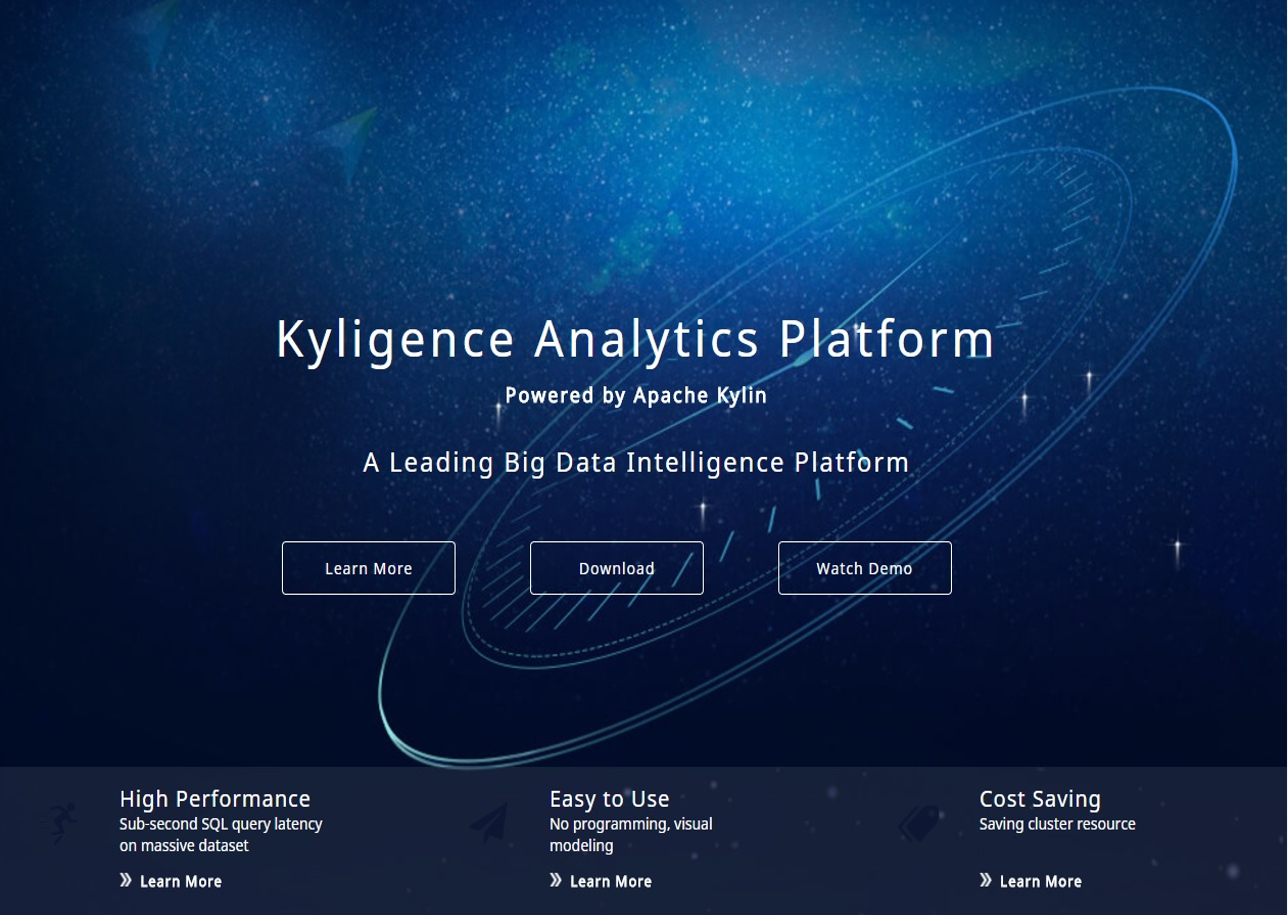 Kyligence Analytics Platform
Powered by Apache Kylin
A Leading Big Data Intelligence Platform
Learn More
Download
Watch Demo
High Performance
Sub-second SQL query latency
on massive dataset
Learn More
Easy to Use
No programming, visual
modeling
Learn More
Cost Saving
Saving cluster resource
Learn More